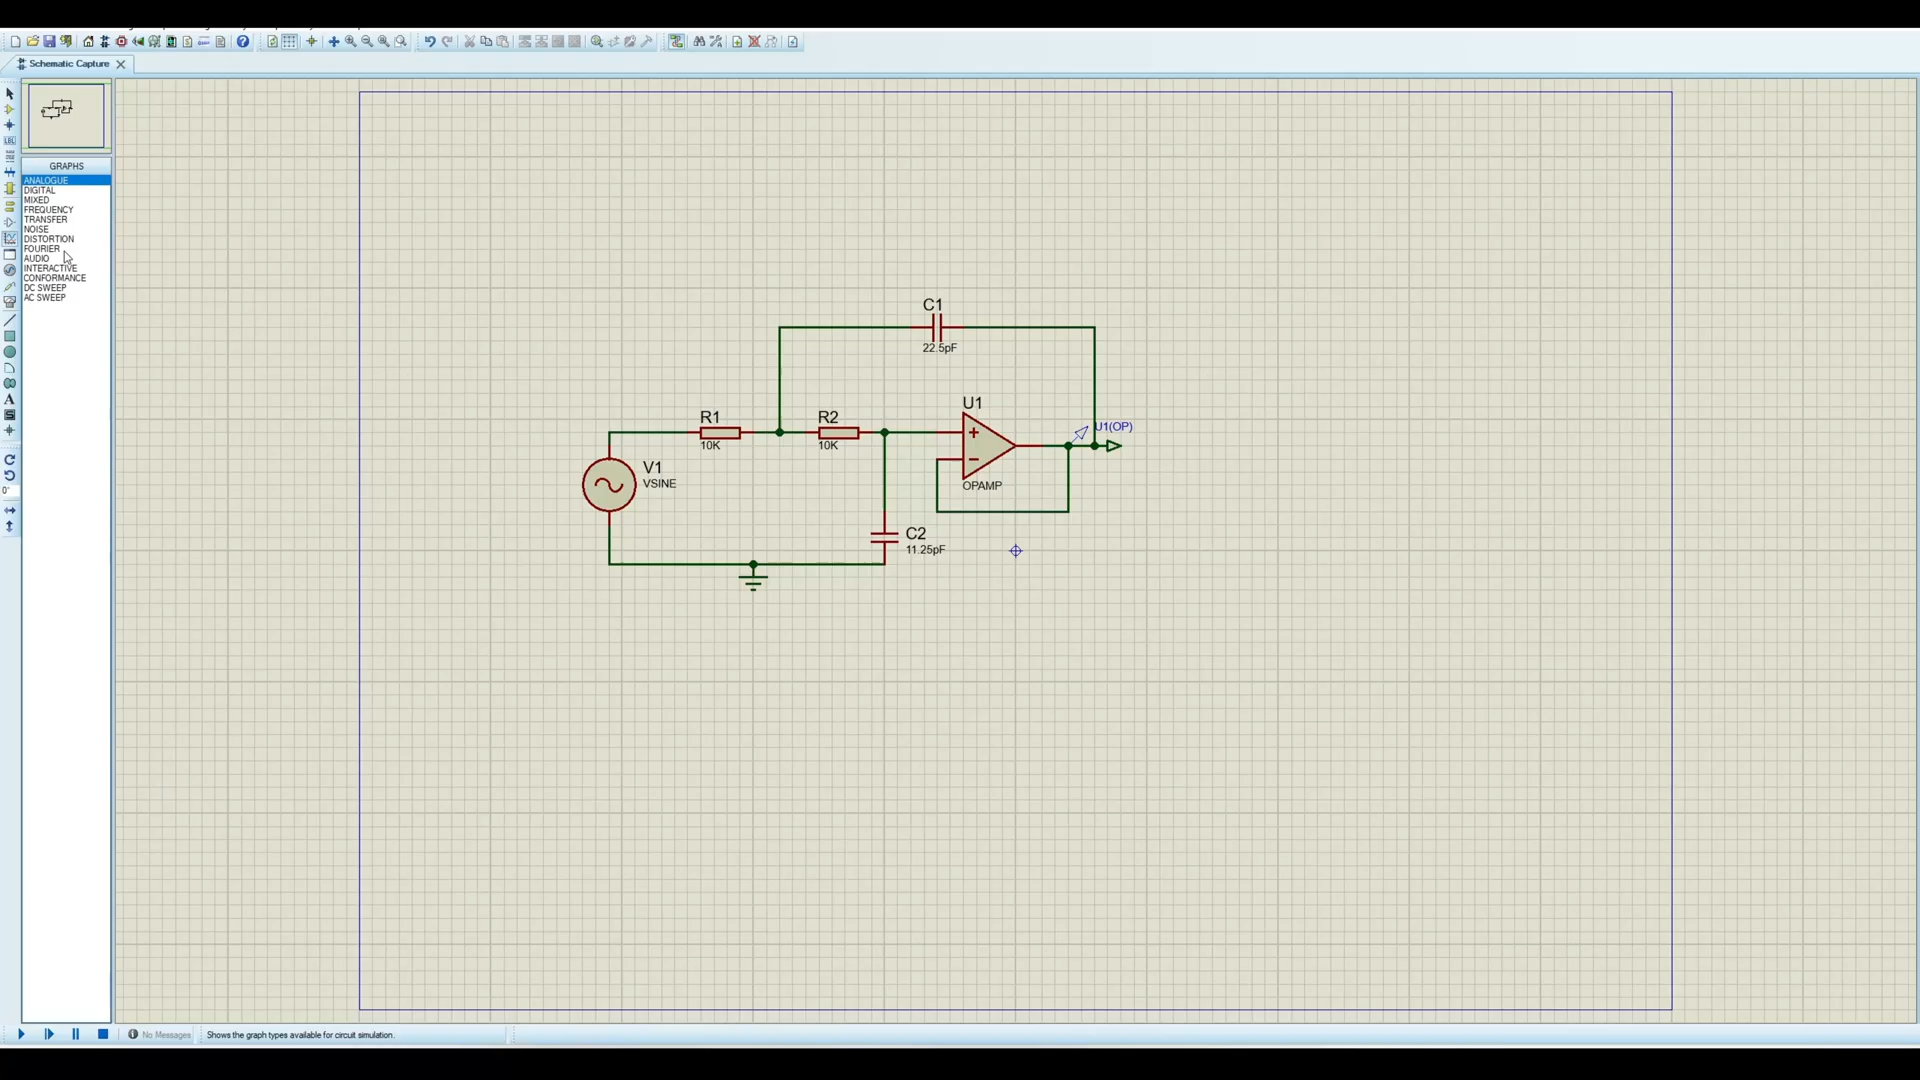 Schematic Capture
GRAPHS
ANALOGUE
DIGITAL
MIXED
FREQUENCY
TRANSFER
NOISE
DISTORTION
FOURIER
AUDIO
INTERACTIVE
CONFORMANCE
DC SWEEP
AC SWEEP
LBL
A
S
0°
C1
22.5pF
R1
10K
R2
10K
U1
U1(OP)
OPAMP
V1
VSINE
C2
11.25pF
No Messages
Shows the graph types available for circuit simulation.